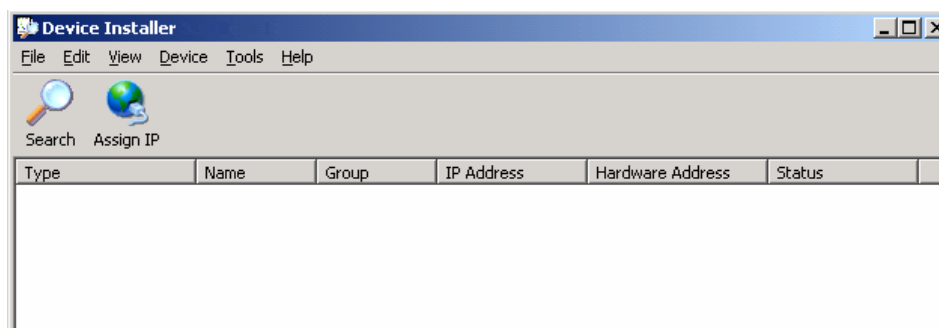 Device Installer
File Edit View Device Tools Help
Search Assign IP
Type Name Group IP Address Hardware Address Status